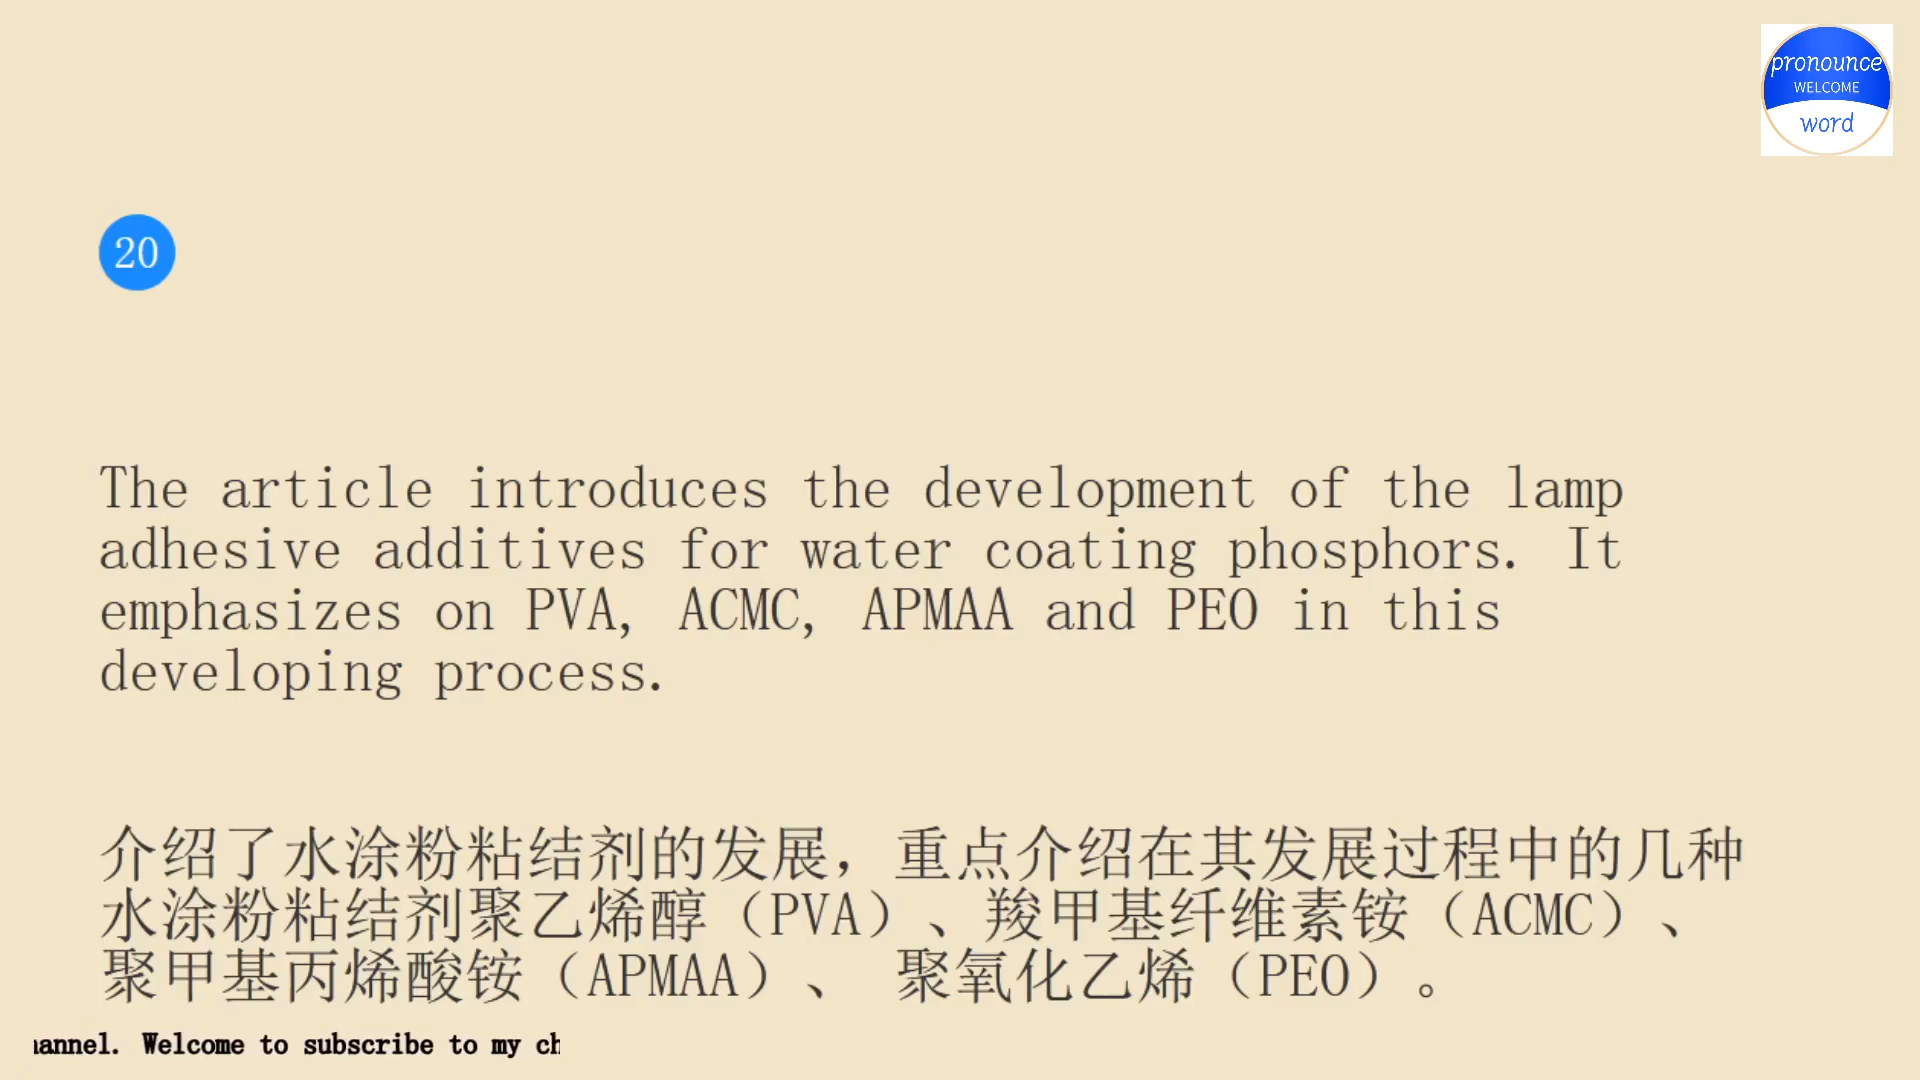 pronounce
WELCOME
word
20
The article introduces the development of the lamp
adhesive additives for water coating phosphors. It
emphasizes on PVA, ACMC, APMAA and PEO in this
developing process.
介绍了水涂粉粘结剂的发展，重点介绍在其发展过程中的几种
水涂粉粘结剂聚乙烯醇（PVA）、羧甲基纤维素铵（ACMC）、
聚甲基丙烯酸铵（APMAA）、 聚氧化乙烯（PEO）。
annel. Welcome to subscribe to my ch